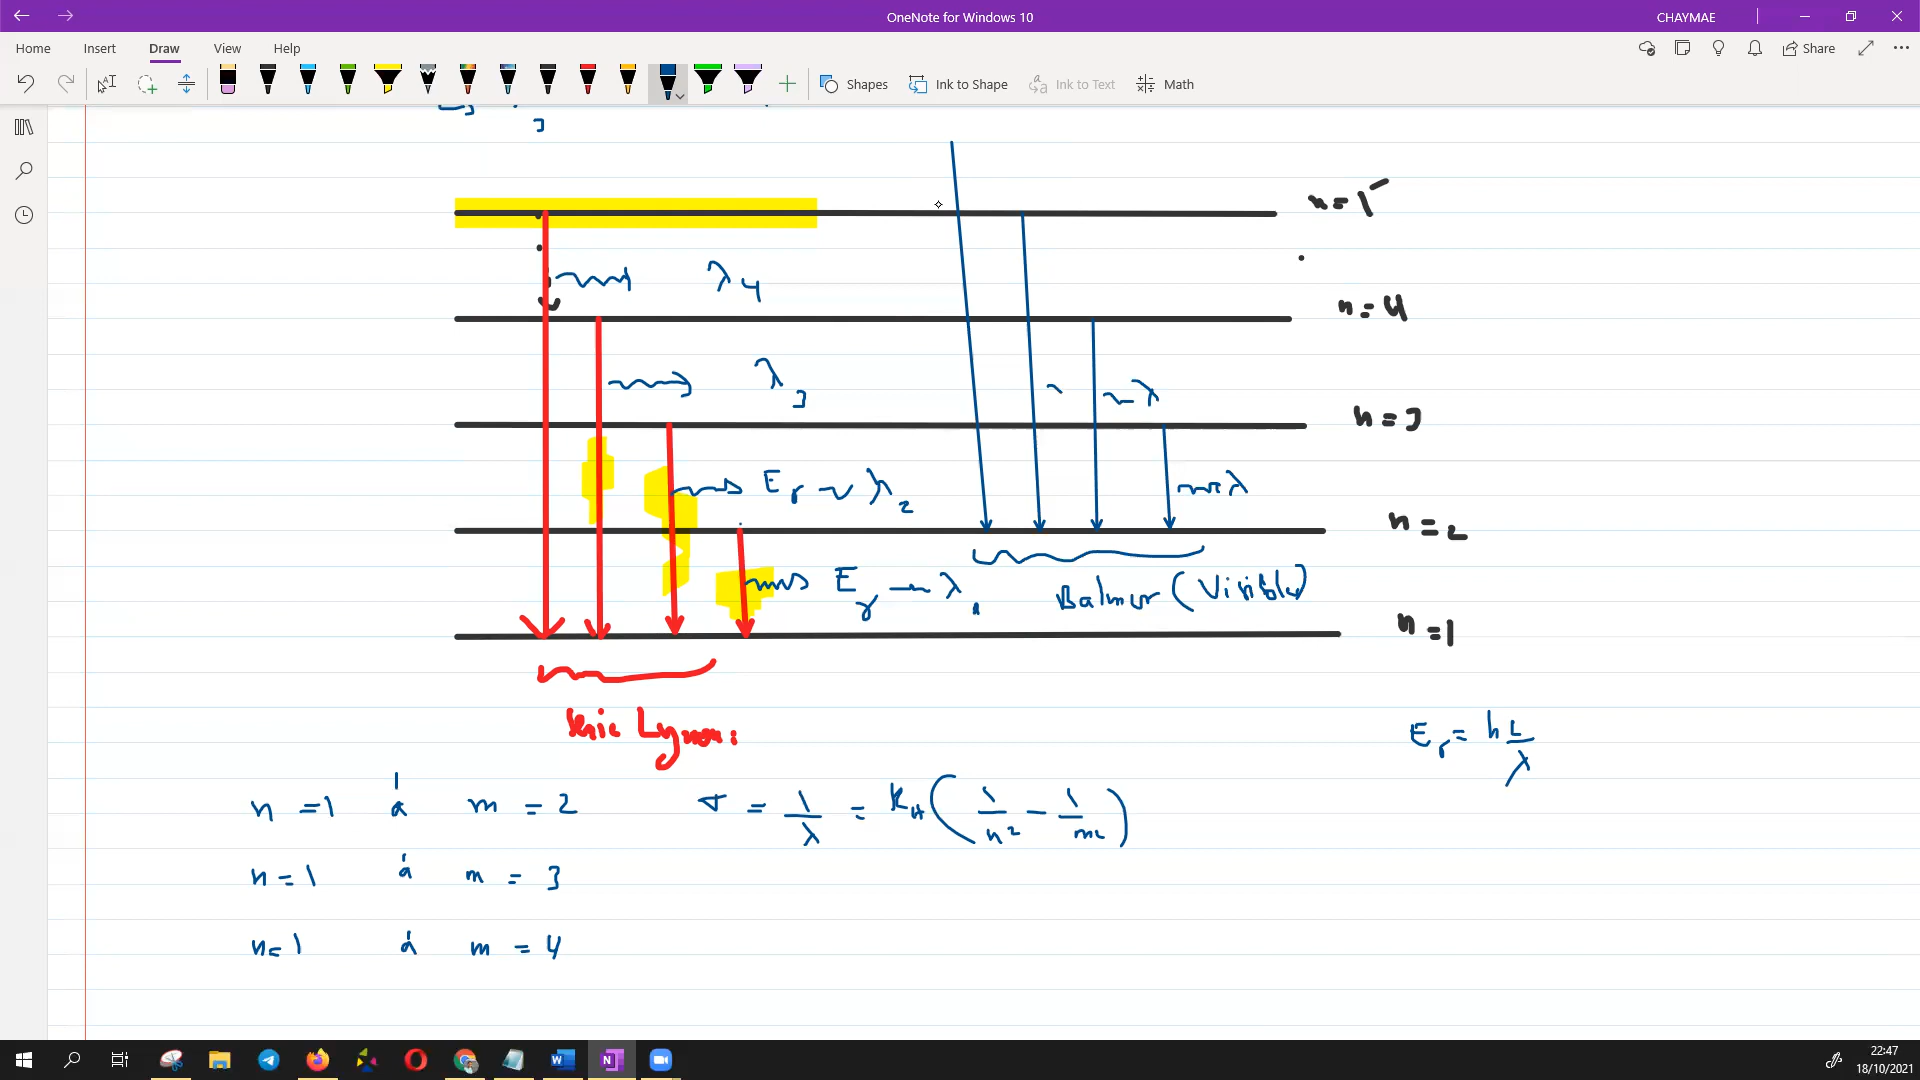 OneNote for Windows 10
CHAYMAE
Home Insert Draw View Help
Share
Shapes Ink to Shape Ink to Text Math
n = 5
λ4
n = 4
λ3
n = 3
Eγ λ2
λ
λ
n = 2
Eγ λ1
Balmer (Visible)
n = 1
Serie Lyman :
Eγ = h c/λ
n = 1 à m = 2
σ = 1/λ = RH (1/n² - 1/m²)
n = 1 à m = 3
n = 1 à m = 4
22:47
18/10/2021